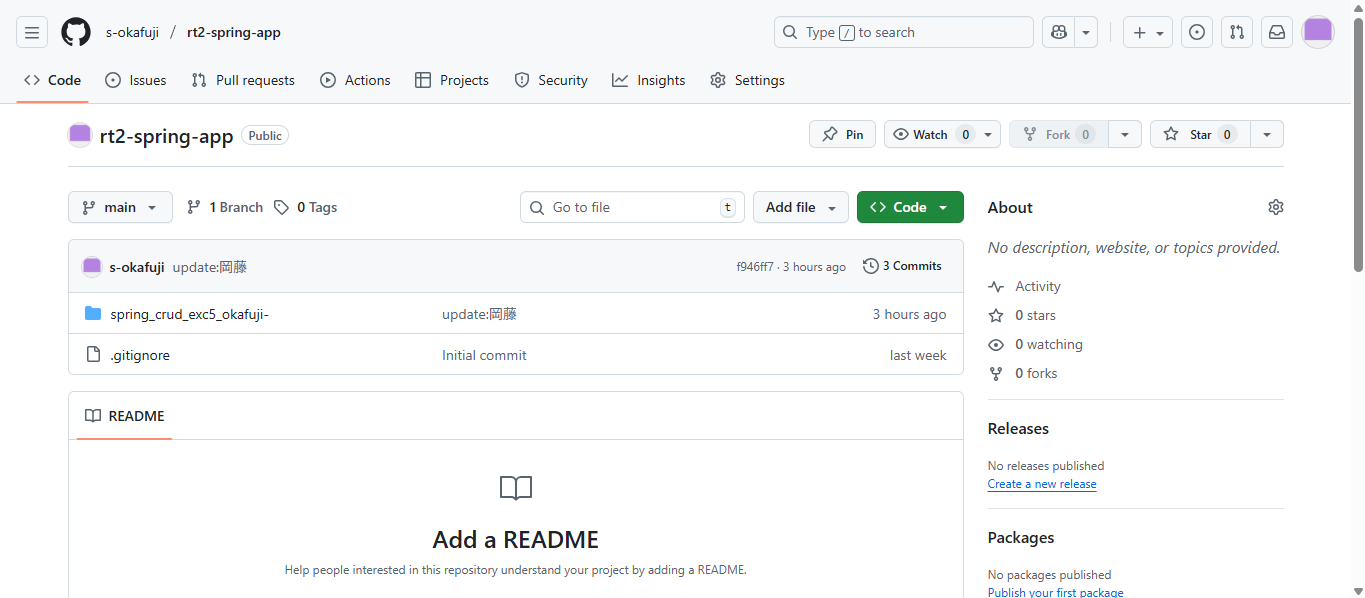 s-okafuji / rt2-spring-app
Type / to search
Code Issues Pull requests Actions Projects Security Insights Settings
rt2-spring-app Public
Pin Watch 0 Fork 0 Star 0
main 1 Branch 0 Tags Go to file t Add file Code
s-okafuji update:岡藤 f946ff7 · 3 hours ago 3 Commits
spring_crud_exc5_okafuji- update:岡藤 3 hours ago
.gitignore Initial commit last week
README
Add a README
Help people interested in this repository understand your project by adding a README.
About
No description, website, or topics provided.
Activity
0 stars
0 watching
0 forks
Releases
No releases published
Create a new release
Packages
No packages published
Publish your first package